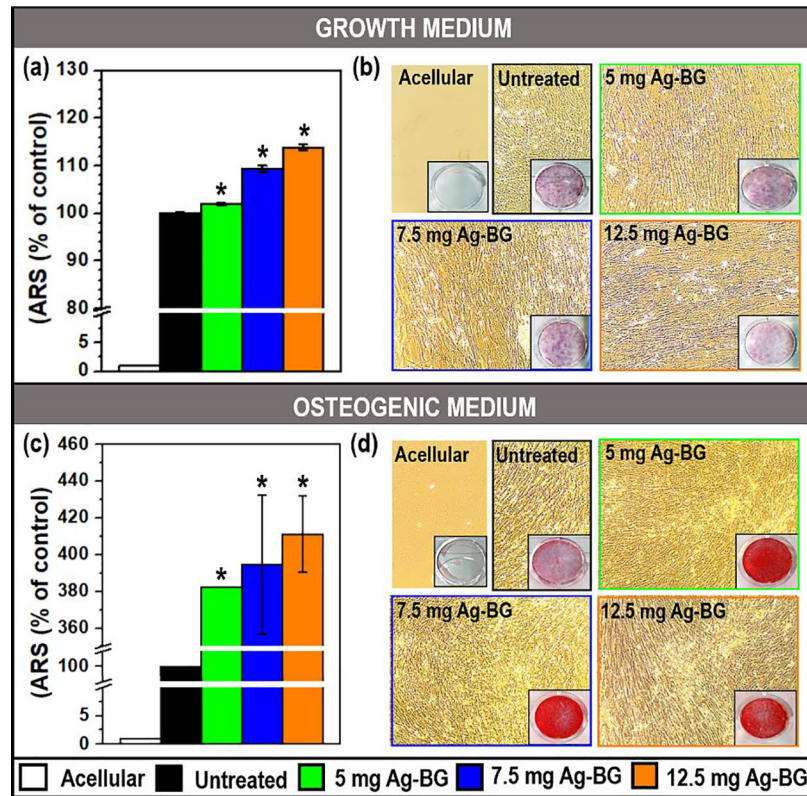 GROWTH MEDIUM
(a)
130
120
110
100
90
80
5
0
(ARS (% of control)
*
*
*
(b)
Acellular
Untreated
5 mg Ag-BG
7.5 mg Ag-BG
12.5 mg Ag-BG
OSTEOGENIC MEDIUM
(c)
460
440
420
400
380
360
100
5
0
(ARS (% of control)
*
*
*
(d)
Acellular
Untreated
5 mg Ag-BG
7.5 mg Ag-BG
12.5 mg Ag-BG
Acellular Untreated 5 mg Ag-BG 7.5 mg Ag-BG 12.5 mg Ag-BG